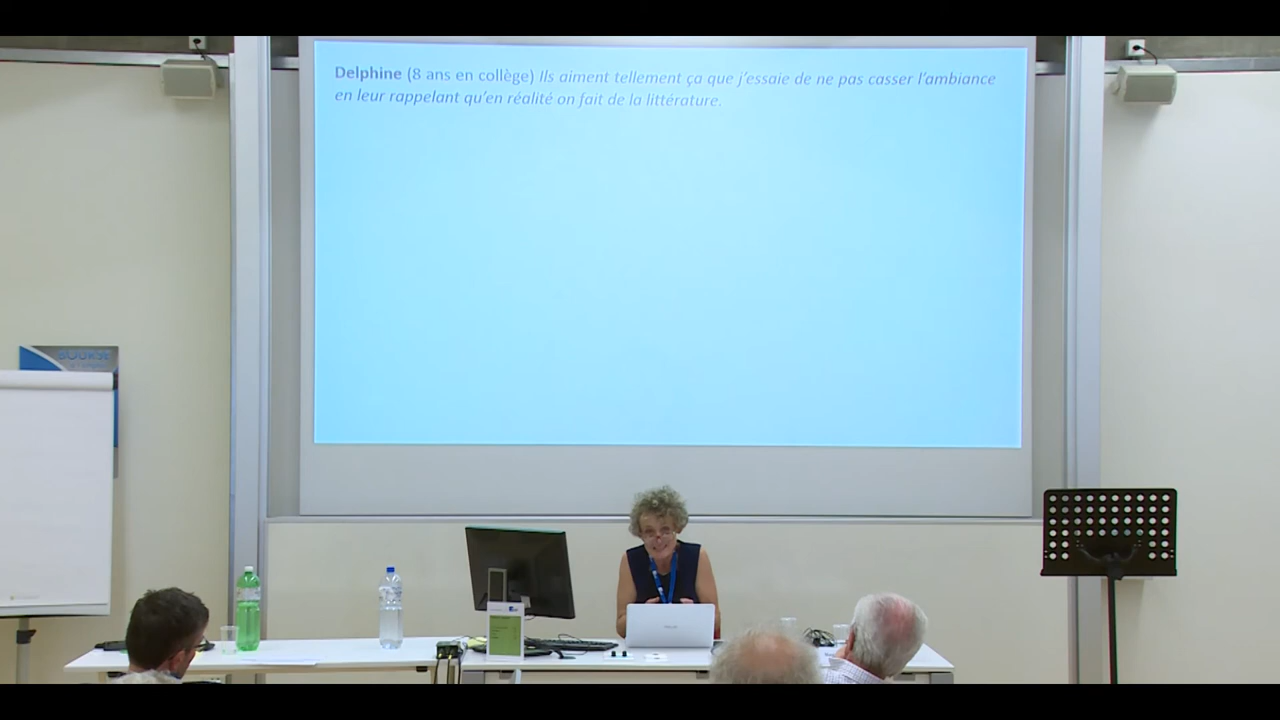 Delphine (8 ans en collège) Ils aiment tellement ça que j'essaie de ne pas casser l'ambiance
en leur rappelant qu'en réalité on fait de la littérature.
BOURSE